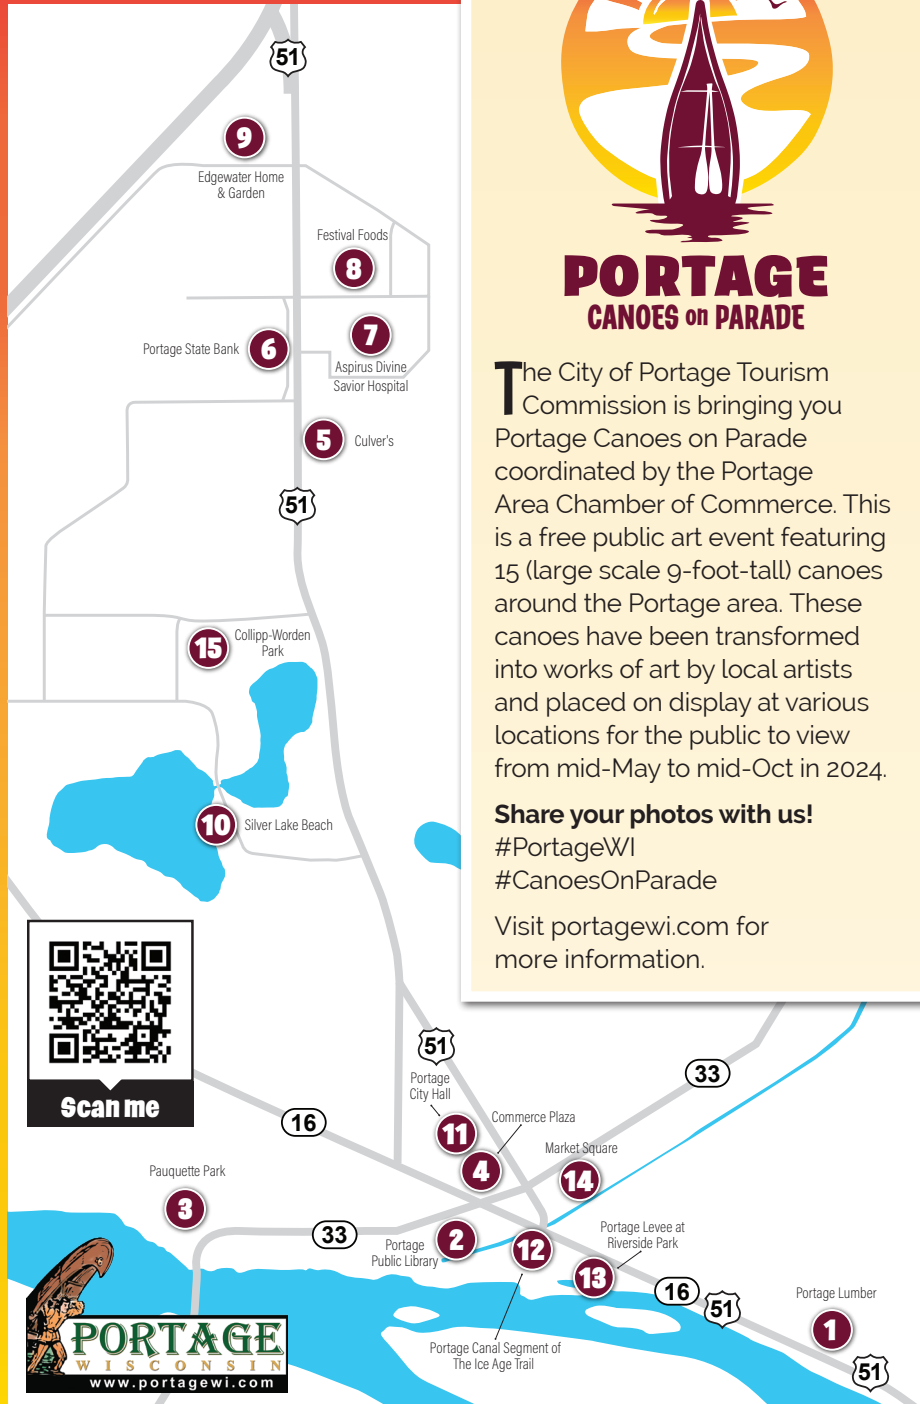 51
9
Edgewater Home
& Garden
Festival Foods
8
7
Portage State Bank
6
Aspirus Divine
Savior Hospital
5
Culver's
51
15
Collipp-Worden
Park
10
Silver Lake Beach
Scan me
51
Portage
City Hall
11
Commerce Plaza
4
33
16
Market Square
14
Pauquette Park
3
33
Portage
Public Library
2
12
Portage Levee at
Riverside Park
13
16
51
Portage Lumber
1
51
Portage Canal Segment of
The Ice Age Trail
PORTAGE
WISCONSIN
www.portagewi.com
PORTAGE
CANOES on PARADE
The City of Portage Tourism
Commission is bringing you
Portage Canoes on Parade
coordinated by the Portage
Area Chamber of Commerce. This
is a free public art event featuring
15 (large scale 9-foot-tall) canoes
around the Portage area. These
canoes have been transformed
into works of art by local artists
and placed on display at various
locations for the public to view
from mid-May to mid-Oct in 2024.
Share your photos with us!
#PortageWI
#CanoesOnParade
Visit portagewi.com for
more information.